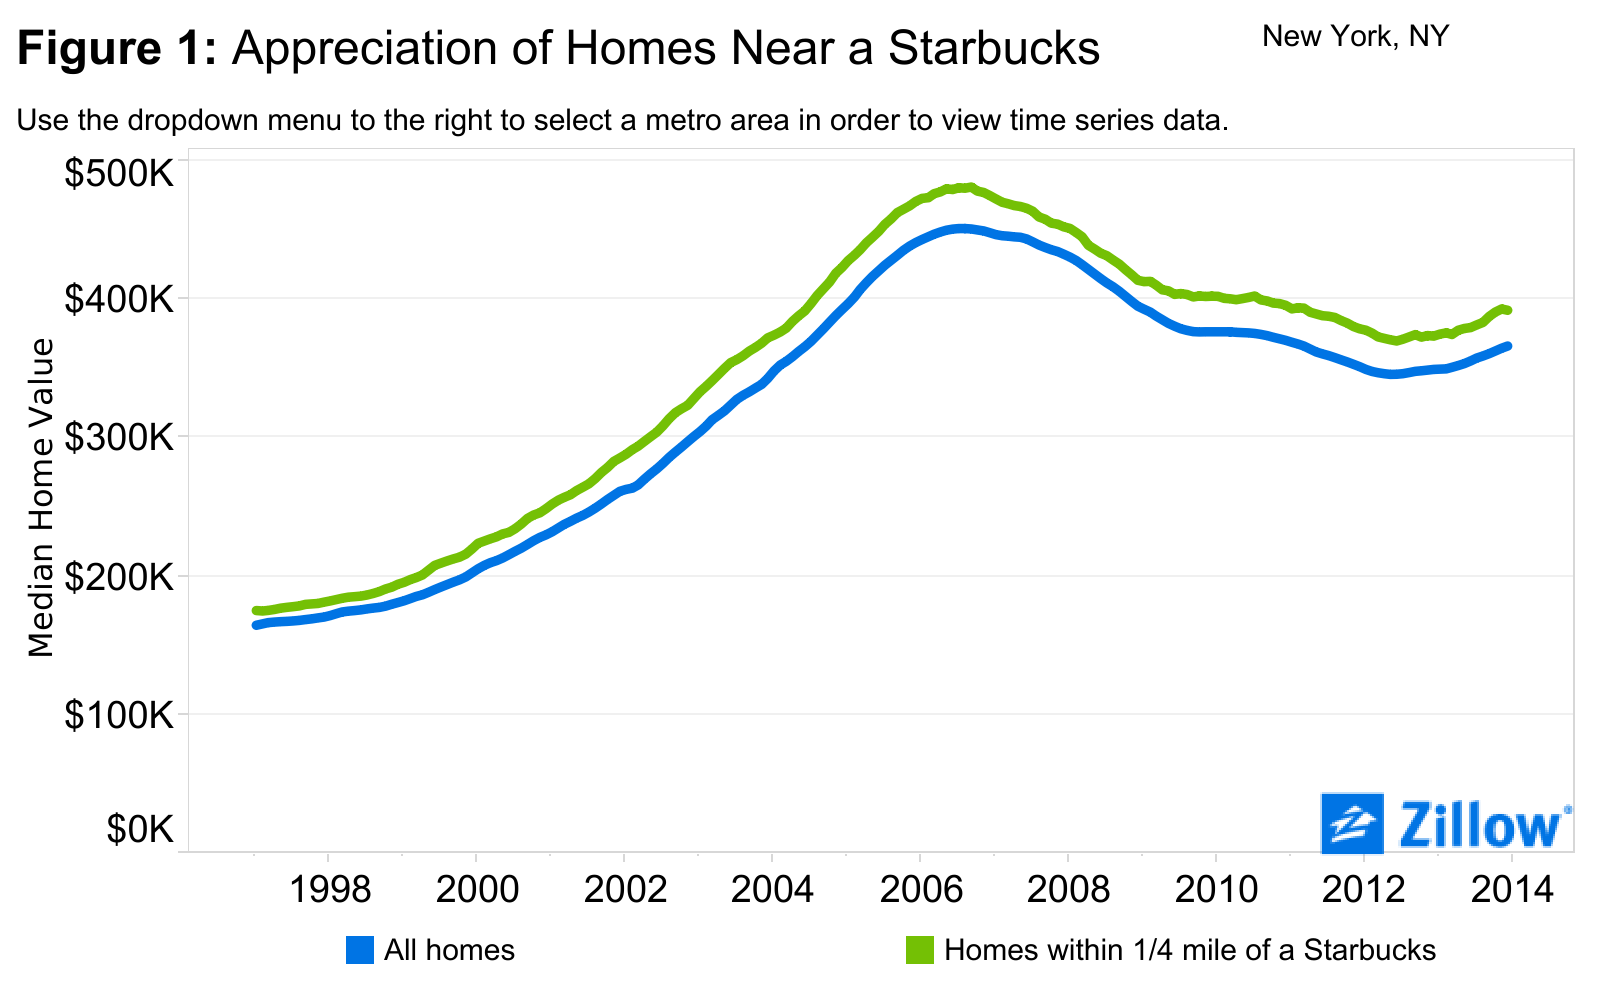 Figure 1: Appreciation of Homes Near a Starbucks
New York, NY
Use the dropdown menu to the right to select a metro area in order to view time series data.
Median Home Value
$500K
$400K
$300K
$200K
$100K
$0K
Zillow®
1998 2000 2002 2004 2006 2008 2010 2012 2014
All homes
Homes within 1/4 mile of a Starbucks